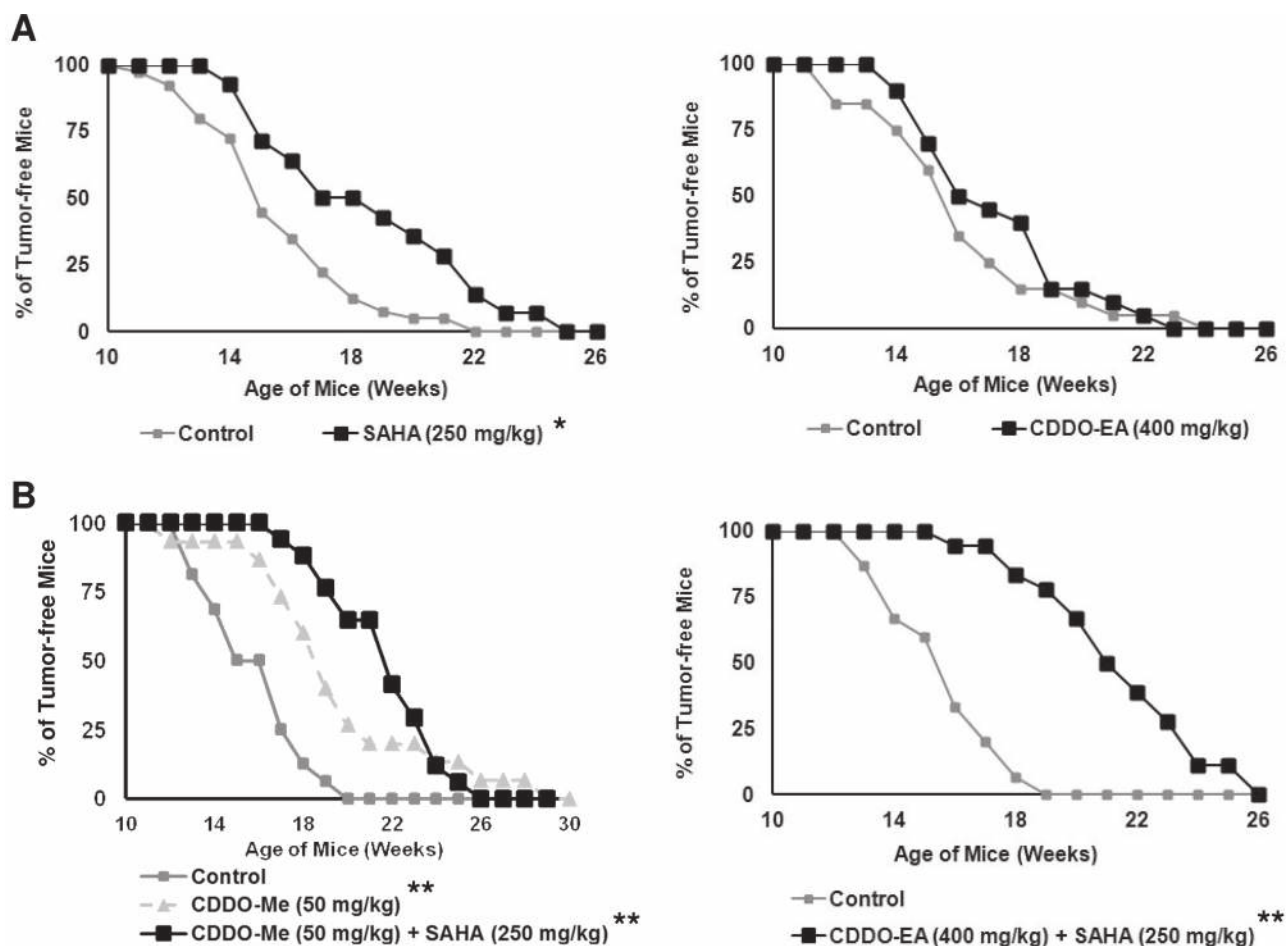 A
% of Tumor-free Mice
100
75
50
25
0
10 14 18 22 26
Age of Mice (Weeks)
Control SAHA (250 mg/kg) *
% of Tumor-free Mice
100
75
50
25
0
10 14 18 22 26
Age of Mice (Weeks)
Control CDDO-EA (400 mg/kg)
B
% of Tumor-free Mice
100
75
50
25
0
10 14 18 22 26 30
Age of Mice (Weeks)
Control
CDDO-Me (50 mg/kg) **
CDDO-Me (50 mg/kg) + SAHA (250 mg/kg) **
% of Tumor-free Mice
100
75
50
25
0
10 14 18 22 26
Age of Mice (Weeks)
Control
CDDO-EA (400 mg/kg) + SAHA (250 mg/kg) **